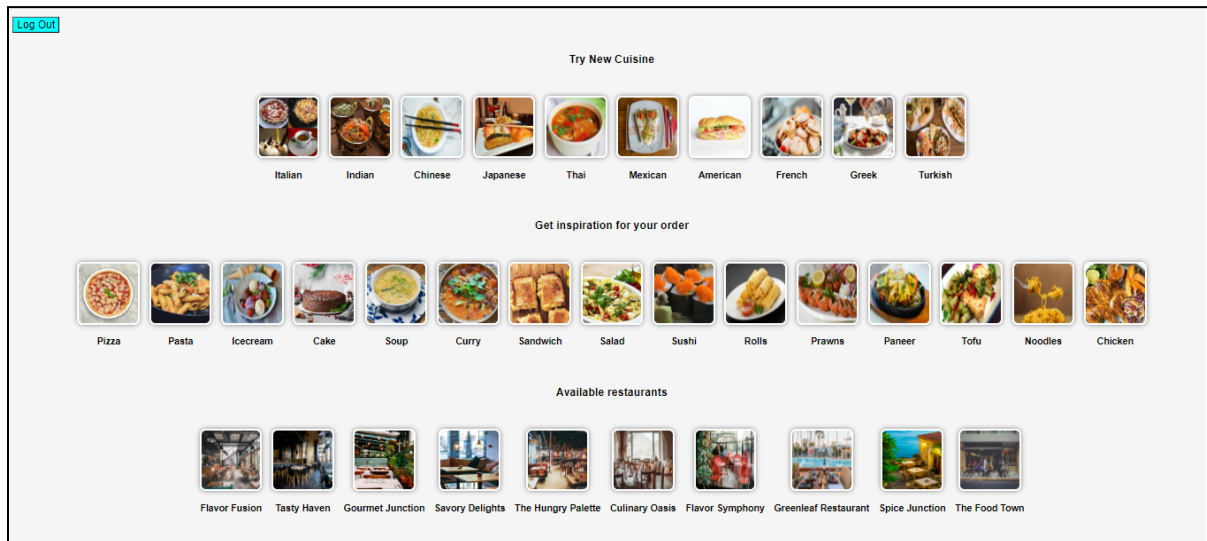 Log Out
Try New Cuisine
Italian Indian Chinese Japanese Thai Mexican American French Greek Turkish
Get inspiration for your order
Pizza Pasta Icecream Cake Soup Curry Sandwich Salad Sushi Rolls Prawns Paneer Tofu Noodles Chicken
Available restaurants
Flavor Fusion Tasty Haven Gourmet Junction Savory Delights The Hungry Palette Culinary Oasis Flavor Symphony Greenleaf Restaurant Spice Junction The Food Town